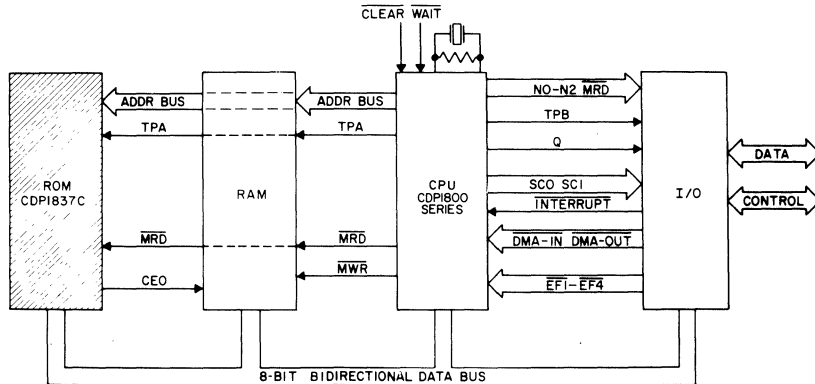 CLEAR WAIT
ADDR BUS
TPA
ROM
CDP1837C
MRD
CEO
RAM
ADDR BUS
TPA
MRD
MWR
CPU
CDP1800
SERIES
NO-N2 MRD
TPB
Q
SCO SCI
INTERRUPT
DMA-IN DMA-OUT
EF1-EF4
I/O
DATA
CONTROL
8-BIT BIDIRECTIONAL DATA BUS